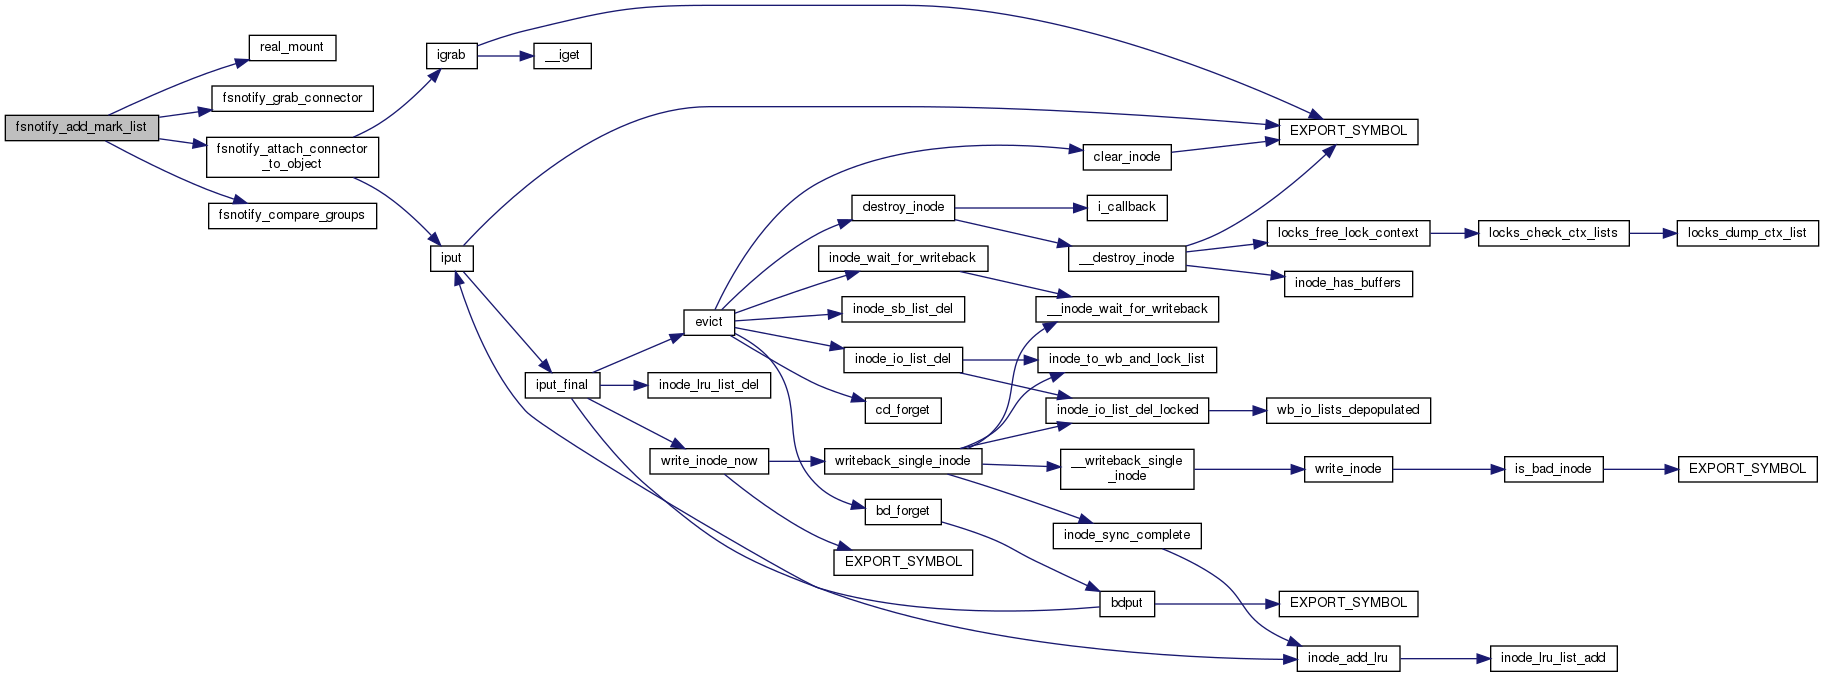 fsnotify_add_mark_list
real_mount
fsnotify_grab_connector
fsnotify_attach_connector
_to_object
fsnotify_compare_groups
igrab
__iget
iput
iput_final
evict
inode_lru_list_del
write_inode_now
clear_inode
destroy_inode
i_callback
inode_wait_for_writeback
__destroy_inode
inode_sb_list_del
__inode_wait_for_writeback
inode_io_list_del
inode_to_wb_and_lock_list
cd_forget
inode_io_list_del_locked
writeback_single_inode
__writeback_single
_inode
bd_forget
inode_sync_complete
EXPORT_SYMBOL
bdput
EXPORT_SYMBOL
locks_free_lock_context
locks_check_ctx_lists
locks_dump_ctx_list
inode_has_buffers
wb_io_lists_depopulated
write_inode
is_bad_inode
EXPORT_SYMBOL
EXPORT_SYMBOL
inode_add_lru
inode_lru_list_add